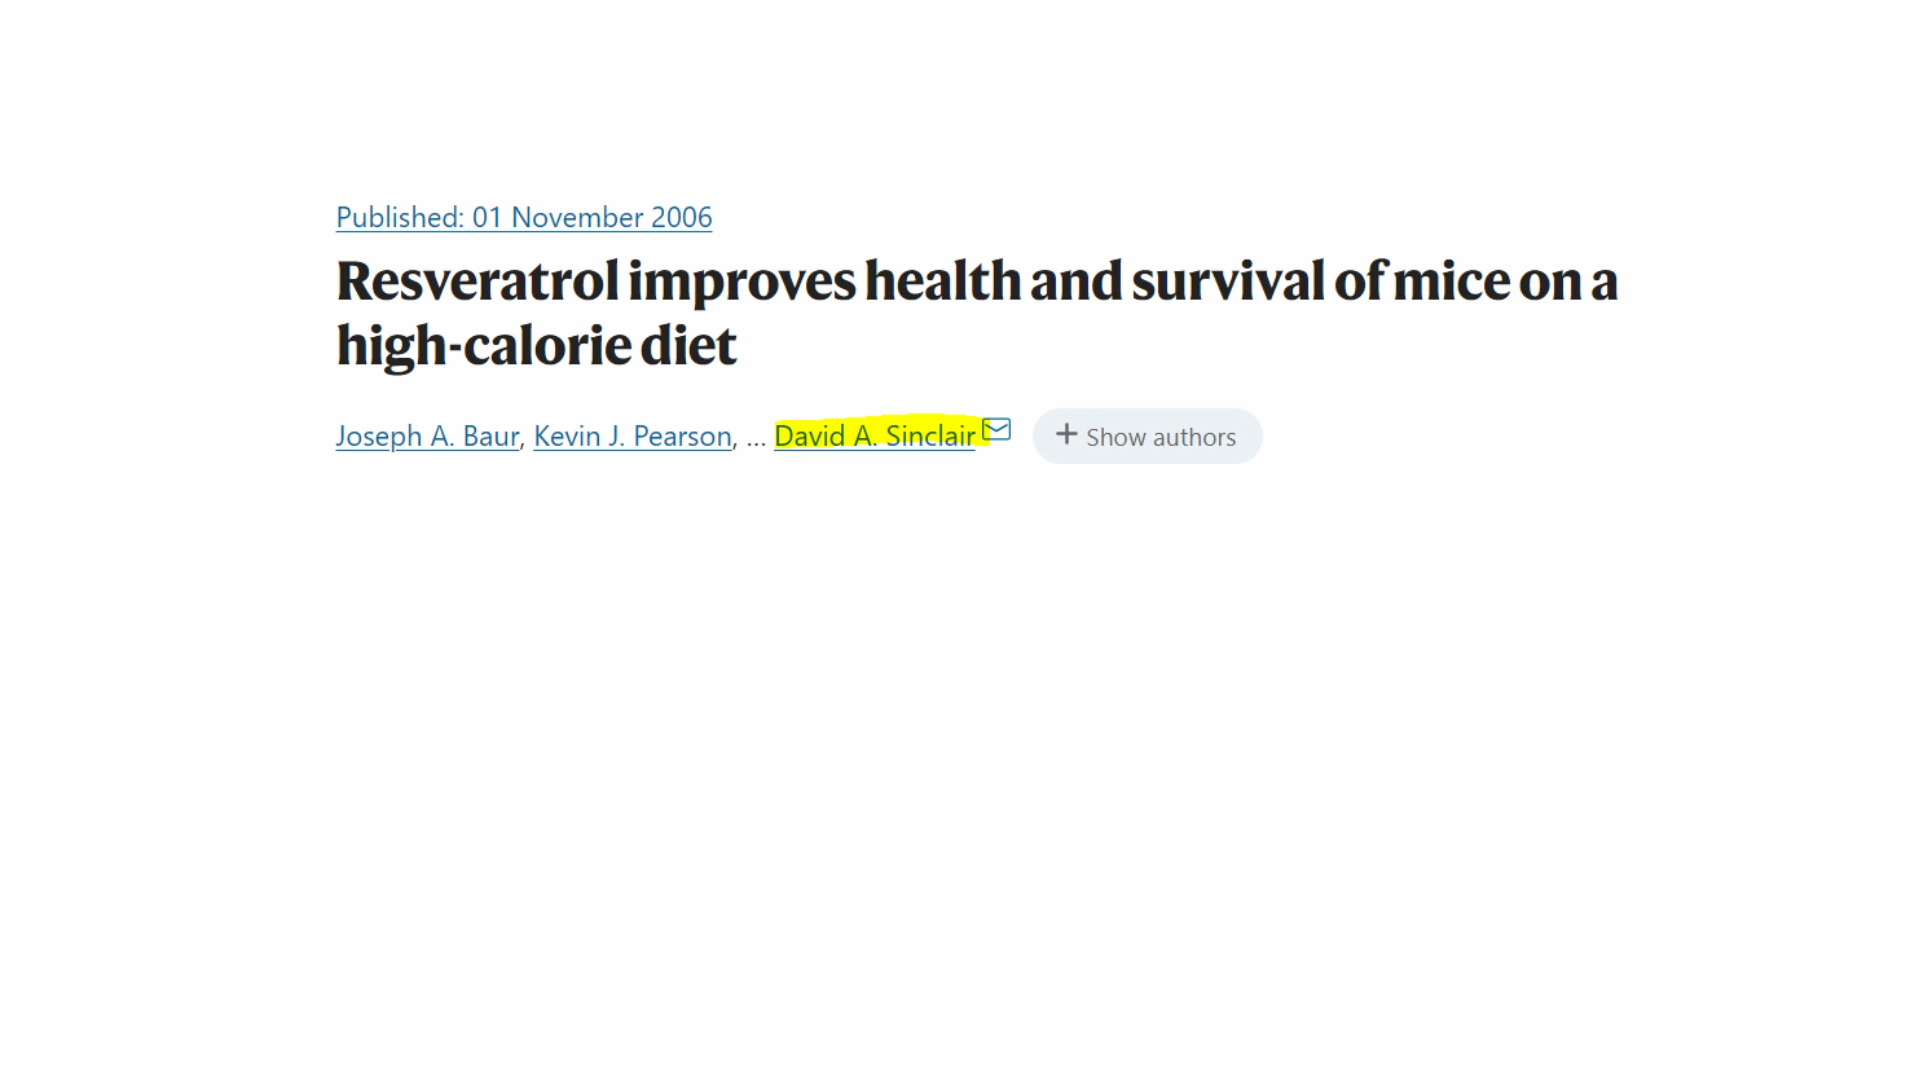 Published: 01 November 2006
Resveratrol improves health and survival of mice on a
high-calorie diet
Joseph A. Baur, Kevin J. Pearson, ... David A. Sinclair + Show authors